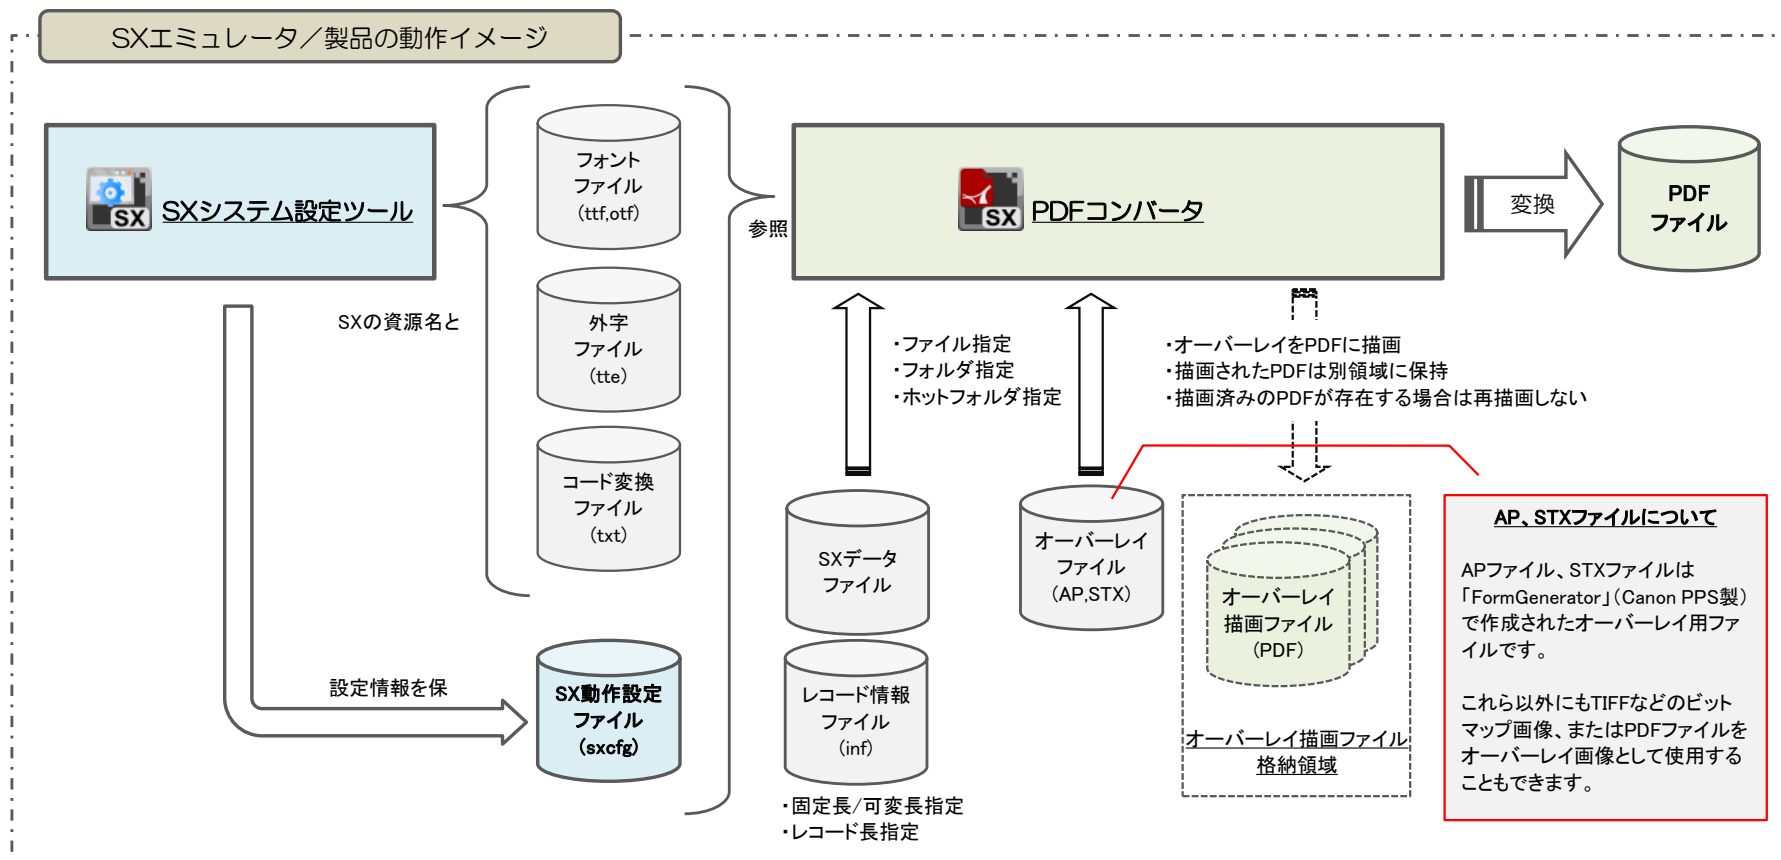 SXエミュレータ／製品の動作イメージ
SX
SXシステム設定ツール
フォント
ファイル
(ttf,otf)
外字
ファイル
(tte)
コード変換
ファイル
(txt)
SXの資源名と
設定情報を保
SX動作設定
ファイル
(sxcfg)
参照
SX
PDFコンバータ
変換
PDF
ファイル
・ファイル指定
・フォルダ指定
・ホットフォルダ指定
・オーバーレイをPDFに描画
・描画されたPDFは別領域に保持
・描画済みのPDFが存在する場合は再描画しない
SXデータ
ファイル
レコード情報
ファイル
(inf)
・固定長/可変長指定
・レコード長指定
オーバーレイ
ファイル
(AP,STX)
オーバーレイ
描画ファイル
(PDF)
オーバーレイ描画ファイル
格納領域
AP、STXファイルについて
APファイル、STXファイルは
「FormGenerator」（Canon PPS製）
で作成されたオーバーレイ用ファ
イルです。
これら以外にもTIFFなどのビット
マップ画像、またはPDFファイルを
オーバーレイ画像として使用する
こともできます。